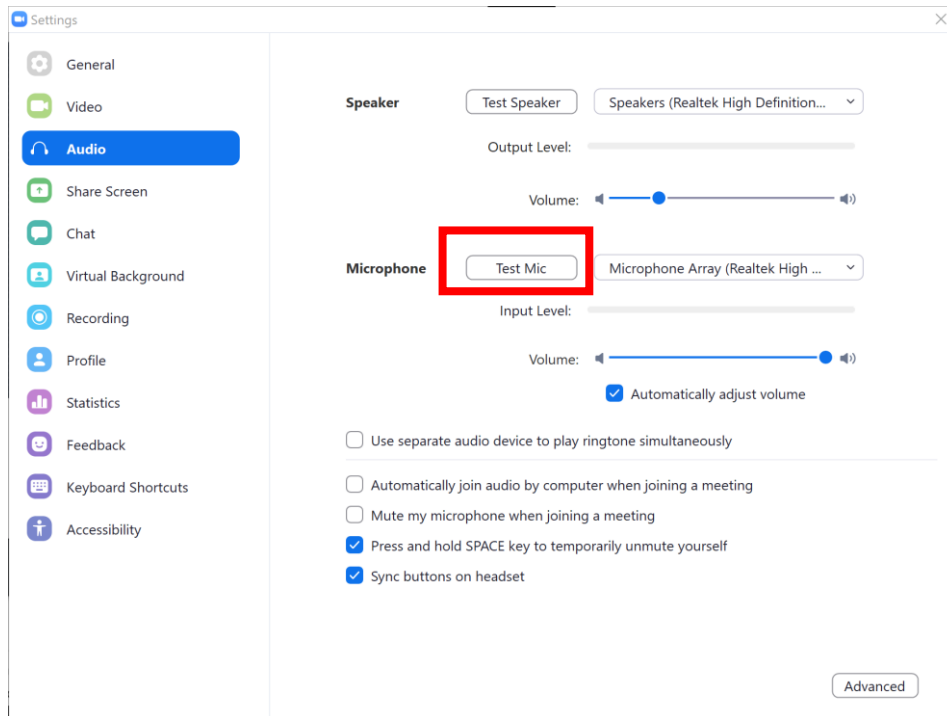 Settings
General
Video
Audio
Share Screen
Chat
Virtual Background
Recording
Profile
Statistics
Feedback
Keyboard Shortcuts
Accessibility
Speaker Test Speaker Speakers (Realtek High Definition...
Output Level:
Volume:
Microphone Test Mic Microphone Array (Realtek High ...
Input Level:
Volume:
Automatically adjust volume
Use separate audio device to play ringtone simultaneously
Automatically join audio by computer when joining a meeting
Mute my microphone when joining a meeting
Press and hold SPACE key to temporarily unmute yourself
Sync buttons on headset
Advanced